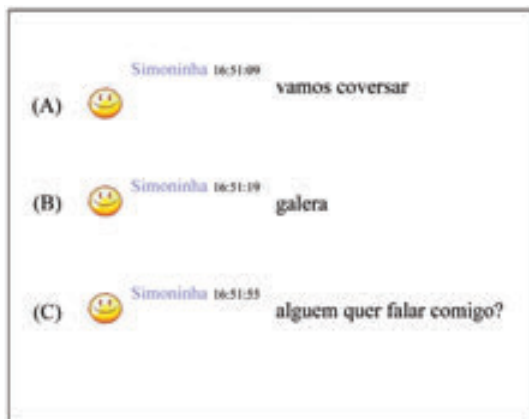 Simoninha 16:51:09
vamos coversar
(A)
Simoninha 16:51:19
(B) galera
Simoninha 16:51:55
(C) alguem quer falar comigo?